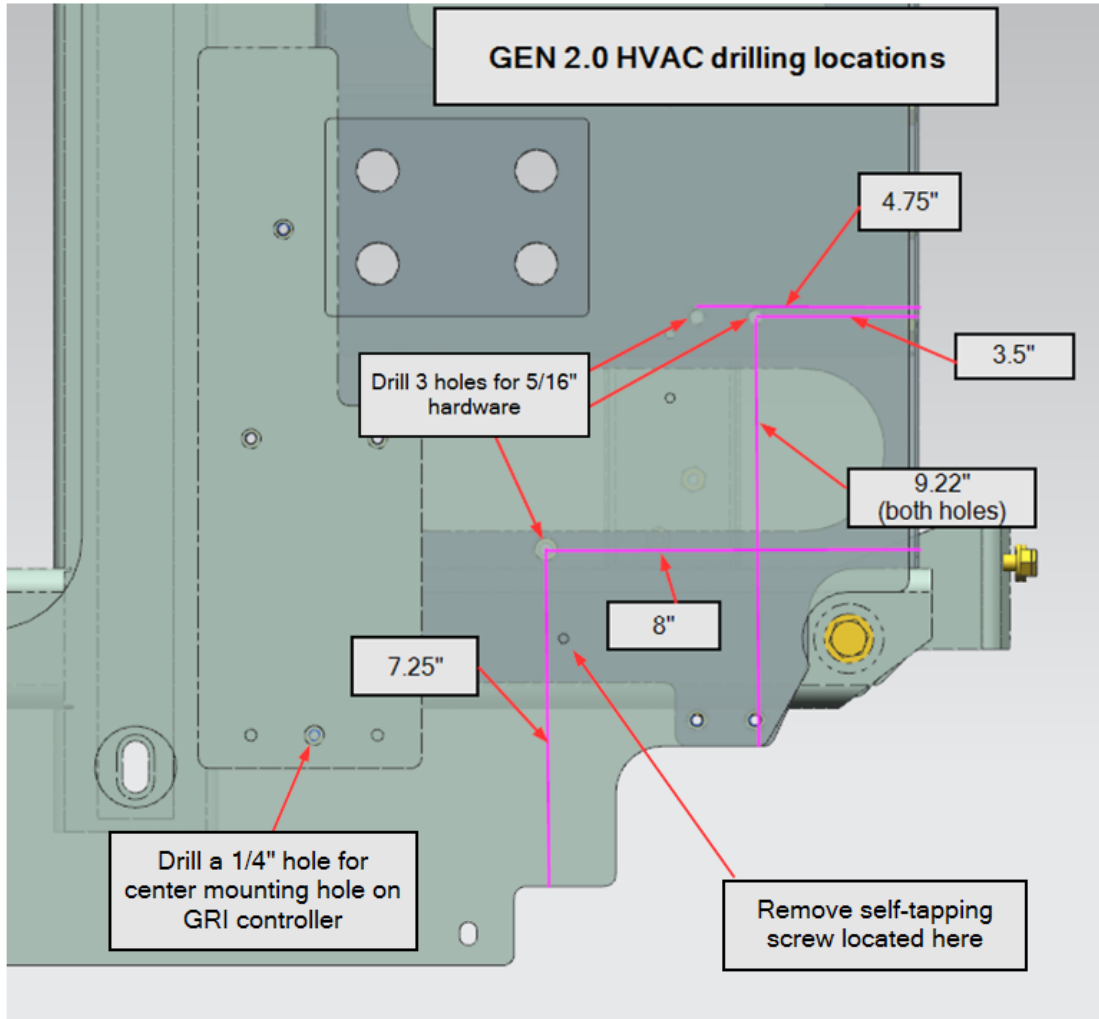 GEN 2.0 HVAC drilling locations
4.75"
3.5"
Drill 3 holes for 5/16"
hardware
9.22"
(both holes)
8"
7.25"
Drill a 1/4" hole for
center mounting hole on
GRI controller
Remove self-tapping
screw located here